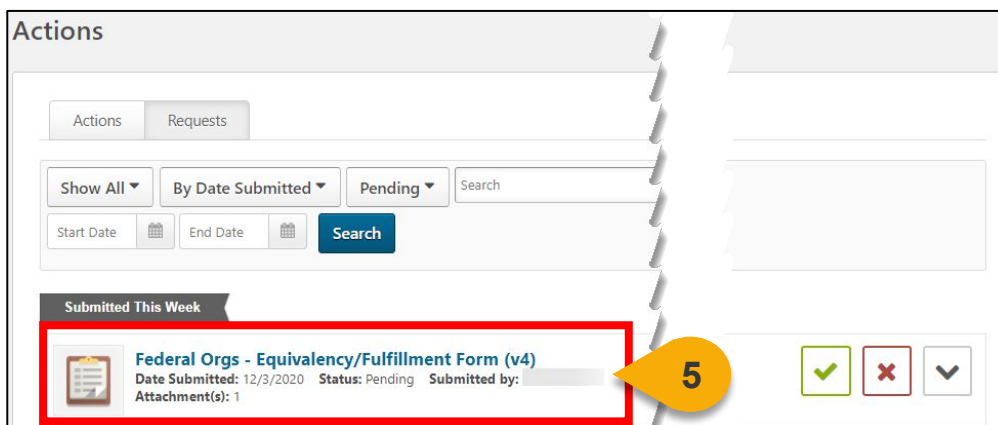 Actions
Actions Requests
Show All By Date Submitted Pending Search
Start Date End Date Search
Submitted This Week
Federal Orgs - Equivalency/Fulfillment Form (v4)
Date Submitted: 12/3/2020 Status: Pending Submitted by:
Attachment(s): 1
5